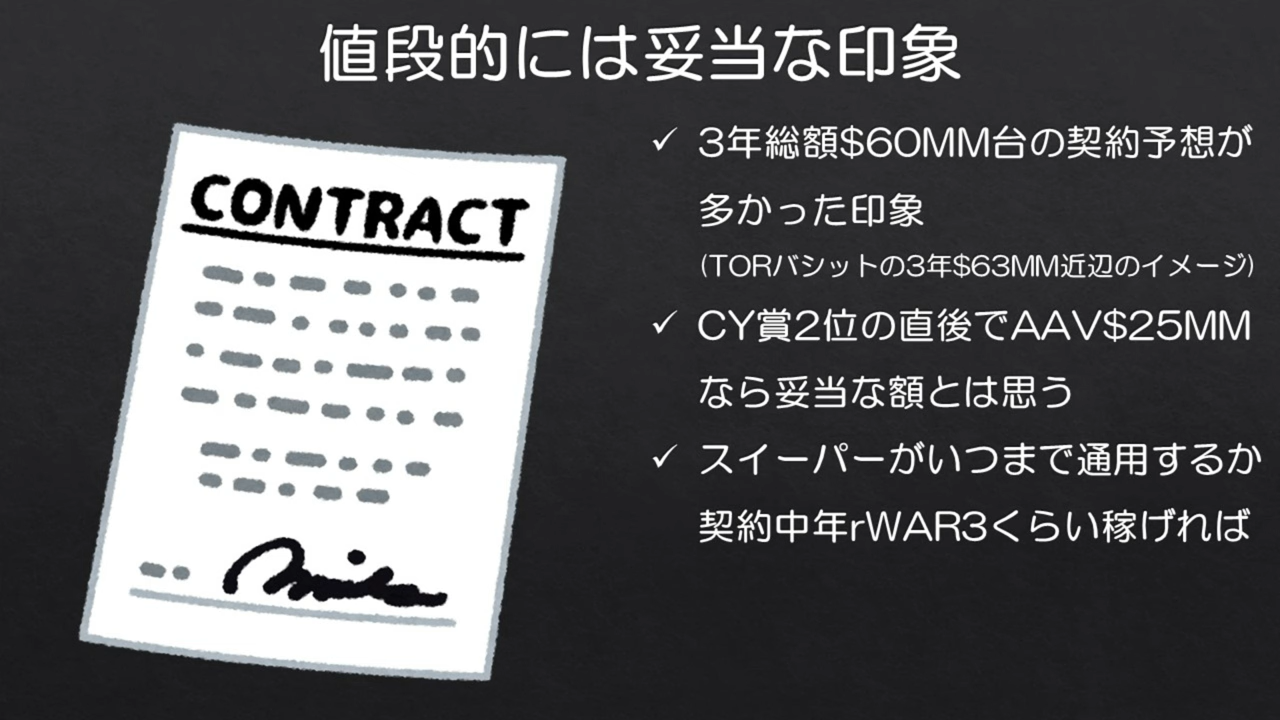 値段的には妥当な印象
CONTRACT
✓ 3年総額$60MM台の契約予想が
多かった印象
(TORバシットの3年$63MM近辺のイメージ)
✓ CY賞2位の直後でAAV$25MM
なら妥当な額とは思う
✓ スイーパーがいつまで通用するか
契約中年rWAR3くらい稼げれば